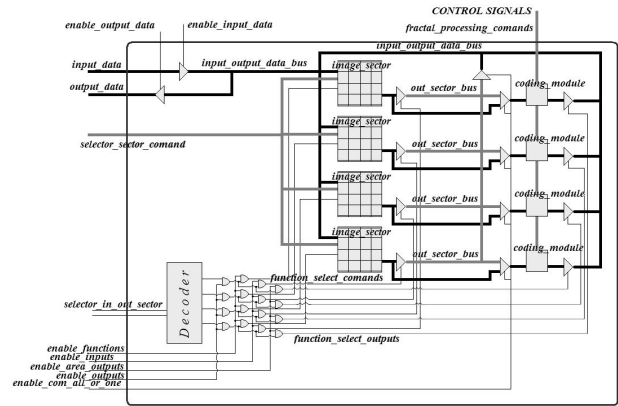 CONTROL SIGNALS
enable_output_data
enable_input_data
fractal_processing_comands
input_output_data_bus
input_data
input_output_data_bus
image_sector
output_data
out_sector_bus
coding_module
image_sector
selector_sector_comand
out_sector_bus
coding_module
image_sector
out_sector_bus
coding_module
image_sector
out_sector_bus
coding_module
Decoder
function_select_comands
selector_in_out_sector
function_select_outputs
enable_functions
enable_inputs
enable_area_outputs
enable_outputs
enable_com_all_or_one